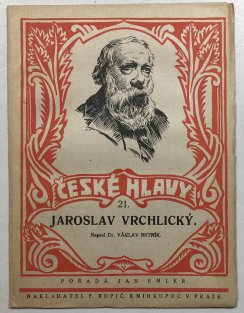 ČESKÉ HLAVY
21.
JAROSLAV VRCHLICKÝ.
Napsal Dr. VÁCLAV BRTNÍK.
POŘÁDÁ JAN EMLER.
NAKLADATEL F. TOPIČ KNIHKUPEC V PRAZE.